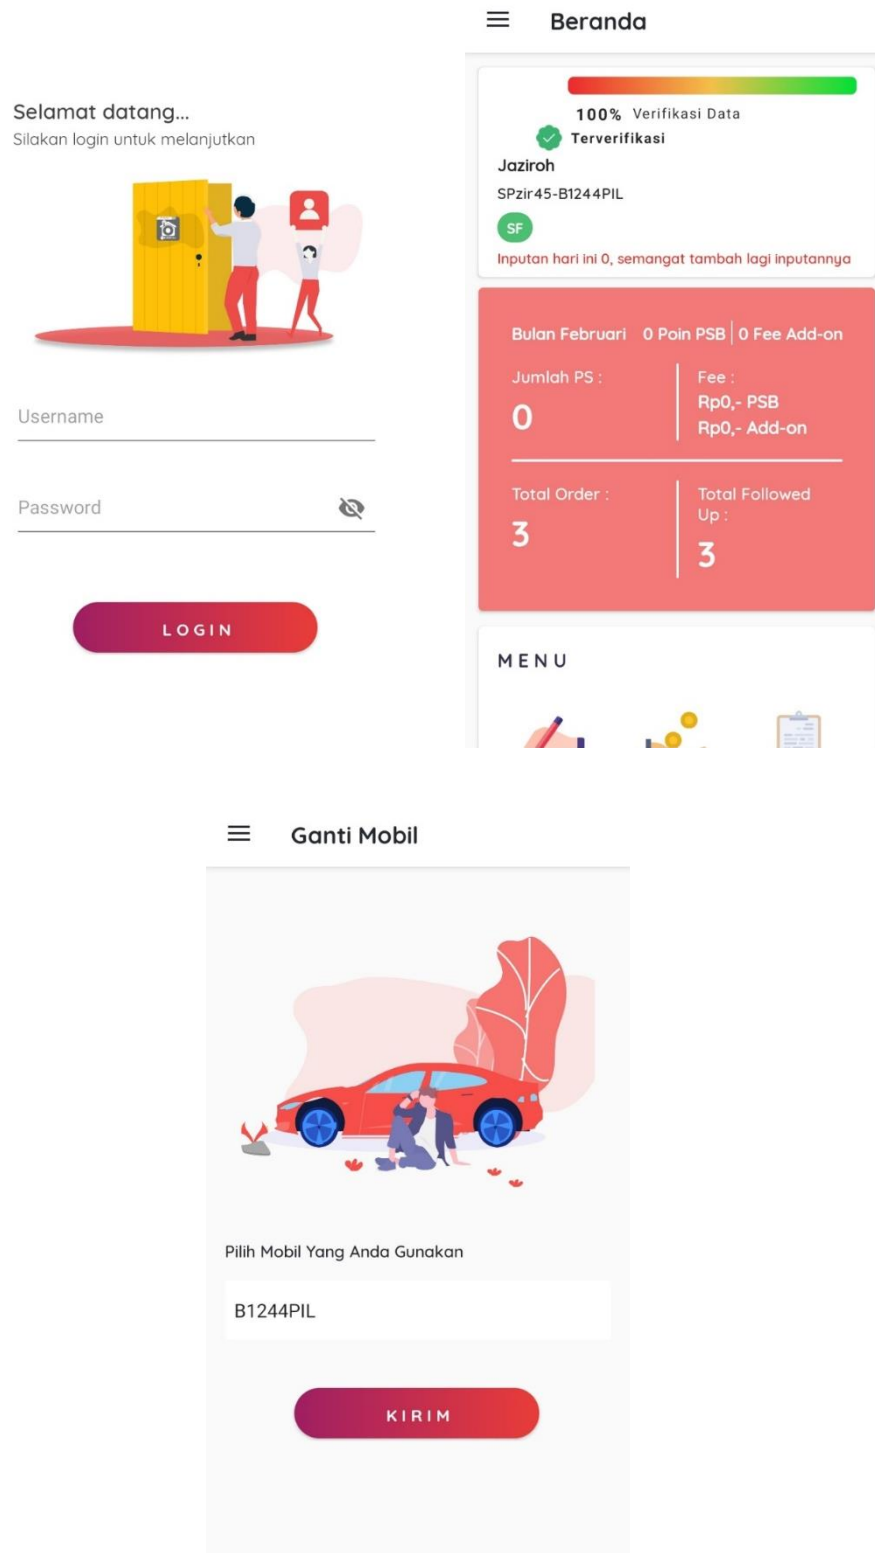 Selamat datang...
Silakan login untuk melanjutkan
Username
Password
LOGIN
Beranda
100% Verifikasi Data
Terverifikasi
Jaziroh
SPzir45-B1244PIL
SF
Inputan hari ini 0, semangat tambah lagi inputannya
Bulan Februari 0 Poin PSB | 0 Fee Add-on
Jumlah PS :
0
Fee :
Rp0,- PSB
Rp0,- Add-on
Total Order :
3
Total Followed
Up :
3
MENU
Ganti Mobil
Pilih Mobil Yang Anda Gunakan
B1244PIL
KIRIM